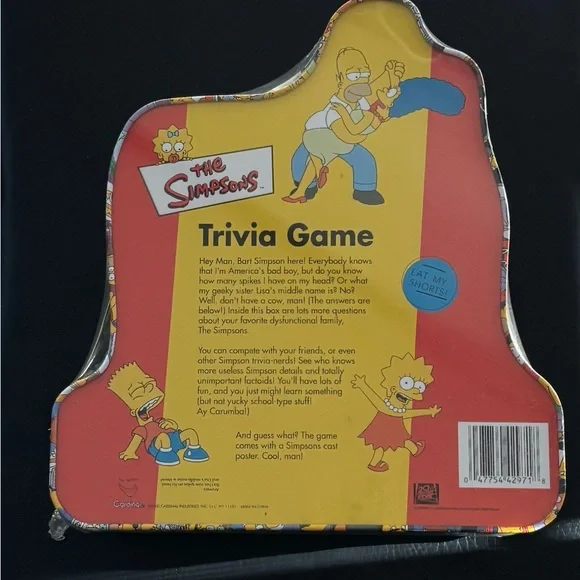 THE
SIMPSONS
Trivia Game
Hey Man, Bart Simpson here! Everybody knows
that I'm America's bad boy, but do you know
how many spikes I have on my head? Or what
my geeky sister Lisa's middle name is? No?
Well, don't have a cow, man! (The answers are
below!) Inside this box are lots more questions
about your favorite dysfunctional family,
The Simpsons
EAT MY
SHORTS!
You can compete with your friends, or even
other Simpson trivia-nerds! See who knows
more useless Simpson details and totally
unimportant factoids! You'll have lots of
fun, and you just might learn something
(but not yucky school-type stuff!
Ay Carumba!)
And guess what? The game
comes with a Simpsons cast
poster. Cool, man!
Cardinal
0 47754 42971 8